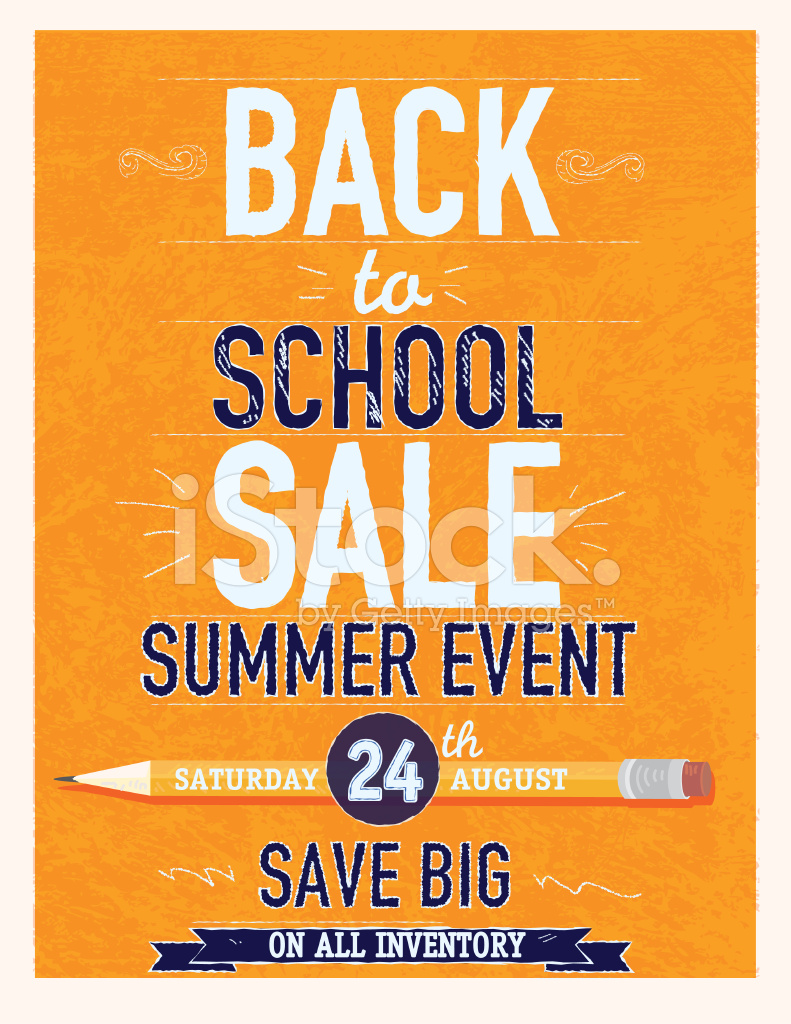 BACK
to
SCHOOL
SALE
iStock.
by Getty Images™
SUMMER EVENT
SATURDAY 24th AUGUST
SAVE BIG
ON ALL INVENTORY